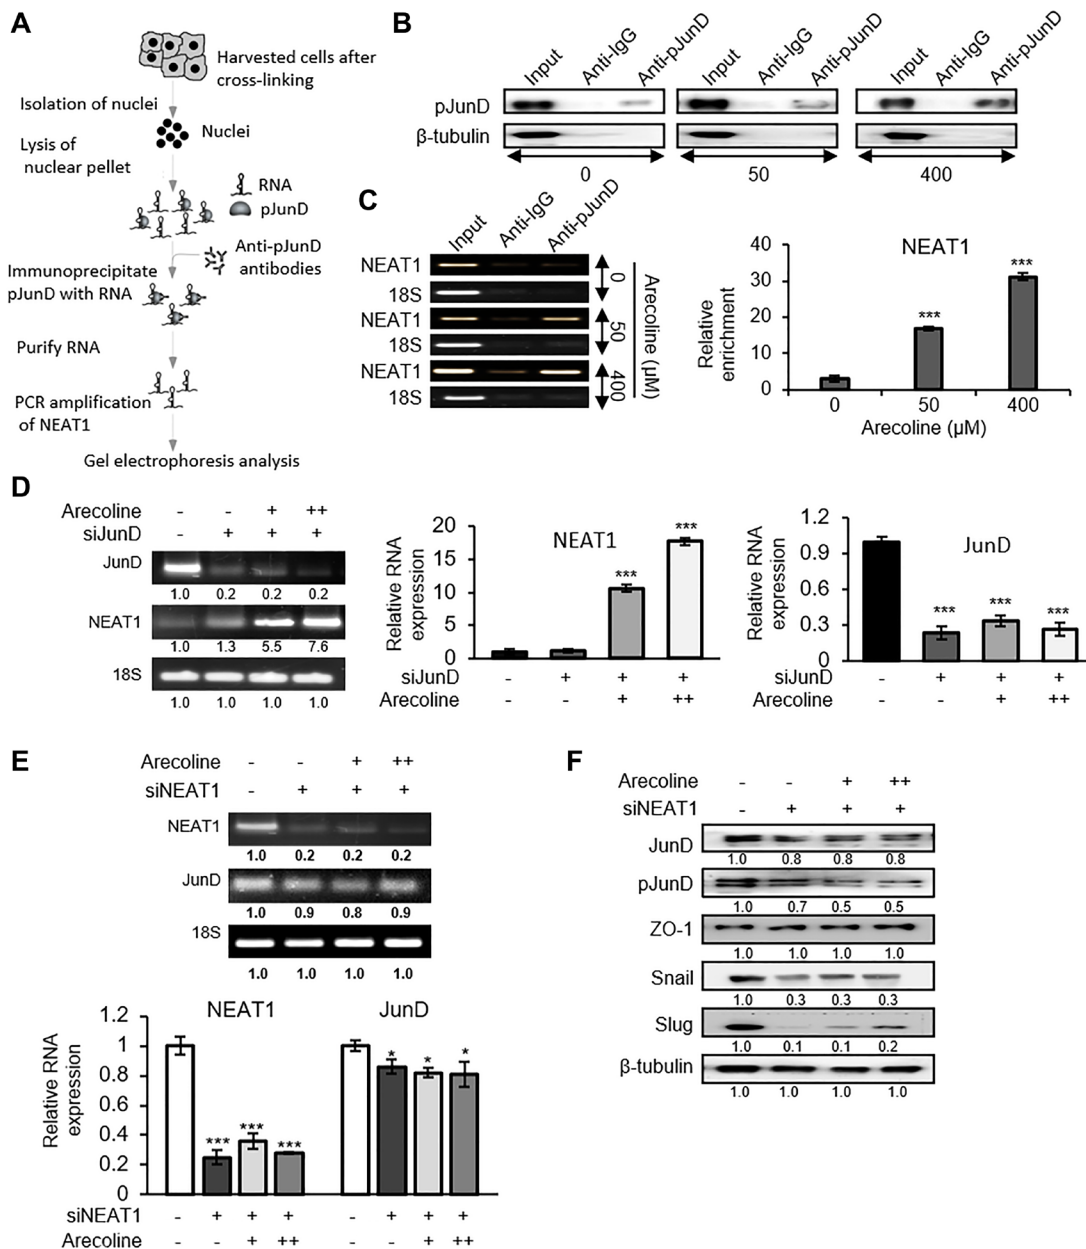 A
Harvested cells after
cross-linking
Isolation of nuclei
Nuclei
Lysis of
nuclear pellet
RNA
pJunD
Anti-pJunD
antibodies
Immunoprecipitate
pJunD with RNA
Purify RNA
PCR amplification
of NEAT1
Gel electrophoresis analysis
B
Input Anti-IgG Anti-pJunD Input Anti-IgG Anti-pJunD Input Anti-IgG Anti-pJunD
pJunD
β-tubulin
0 50 400
C
Input Anti-IgG Anti-pJunD
NEAT1
18S
NEAT1
18S
NEAT1
18S
0 50 400
Arecoline (µM)
NEAT1
Relative
enrichment
40
30
20
10
0
*** ***
0 50 400
Arecoline (µM)
D
Arecoline - - + ++
siJunD - + + +
JunD
1.0 0.2 0.2 0.2
NEAT1
1.0 1.3 5.5 7.6
18S
1.0 1.0 1.0 1.0
NEAT1
Relative RNA
expression
20
15
10
5
0
*** ***
siJunD - + + +
Arecoline - - + ++
JunD
Relative RNA
expression
1.2
0.9
0.6
0.3
0
*** *** ***
siJunD - + + +
Arecoline - - + ++
E
Arecoline - - + ++
siNEAT1 - + + +
NEAT1
1.0 0.2 0.2 0.2
JunD
1.0 0.9 0.8 0.9
18S
1.0 1.0 1.0 1.0
NEAT1 JunD
Relative RNA
expression
1.2
1
0.8
0.6
0.4
0.2
0
*** *** *** * * *
siNEAT1 - + + + - + + +
Arecoline - - + ++ - - + ++
F
Arecoline - - + ++
siNEAT1 - + + +
JunD
1.0 0.8 0.8 0.8
pJunD
1.0 0.7 0.5 0.5
ZO-1
1.0 1.0 1.0 1.0
Snail
1.0 0.3 0.3 0.3
Slug
1.0 0.1 0.1 0.2
β-tubulin
1.0 1.0 1.0 1.0